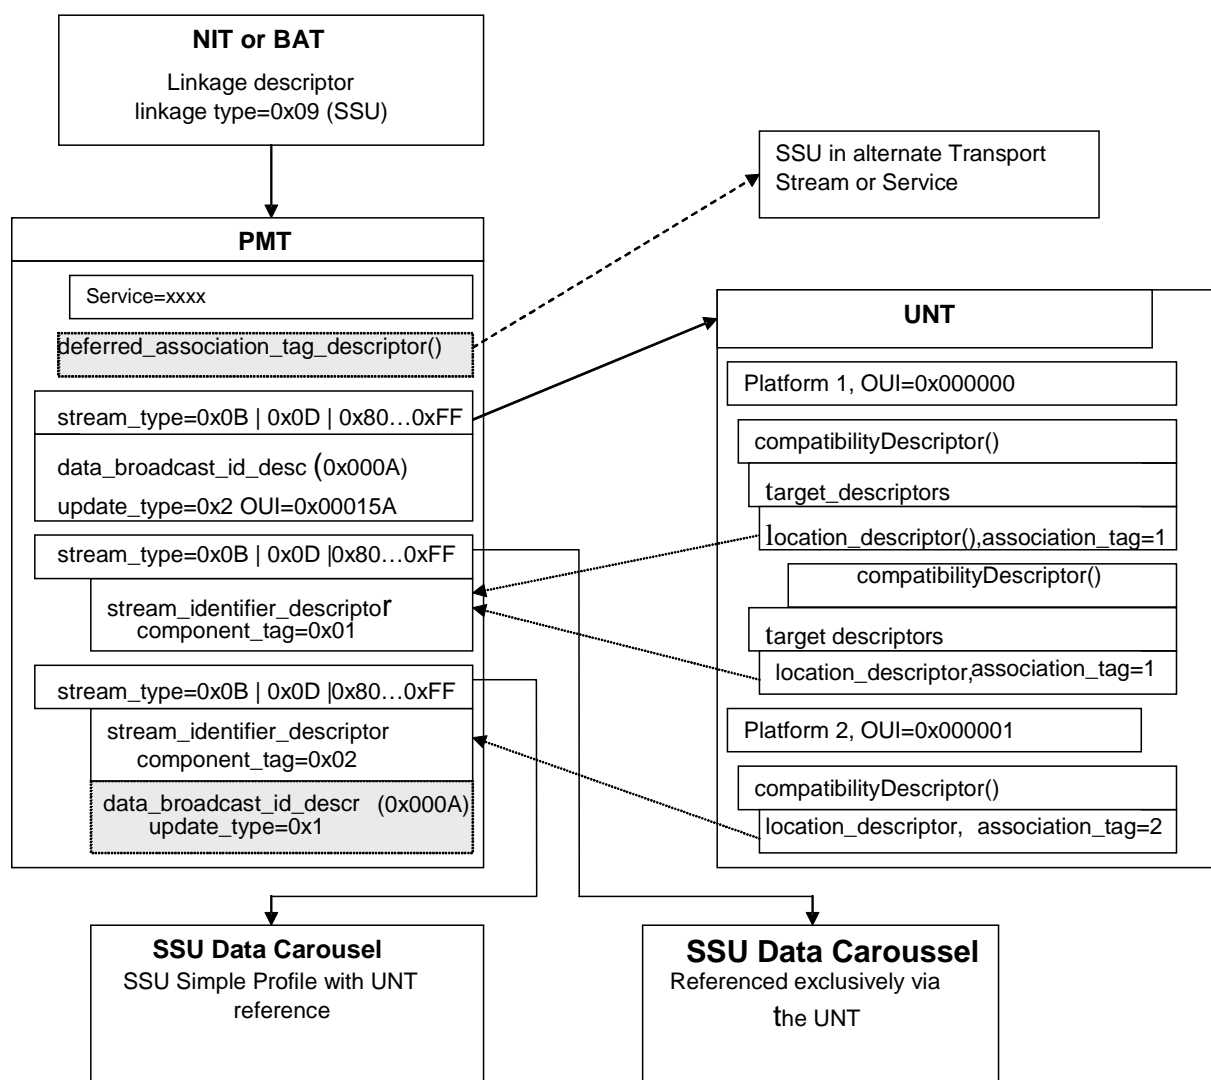 NIT or BAT
Linkage descriptor
linkage type=0x09 (SSU)
SSU in alternate Transport
Stream or Service
PMT
Service=xxxx
deferred_association_tag_descriptor()
stream_type=0x0B | 0x0D | 0x80…0xFF
data_broadcast_id_desc (0x000A)
update_type=0x2 OUI=0x00015A
stream_type=0x0B | 0x0D |0x80…0xFF
stream_identifier_descriptor
component_tag=0x01
stream_type=0x0B | 0x0D |0x80…0xFF
stream_identifier_descriptor
component_tag=0x02
data_broadcast_id_descr (0x000A)
update_type=0x1
UNT
Platform 1, OUI=0x000000
compatibilityDescriptor()
target_descriptors
location_descriptor(),association_tag=1
compatibilityDescriptor()
target descriptors
location_descriptor,association_tag=1
Platform 2, OUI=0x000001
compatibilityDescriptor()
location_descriptor, association_tag=2
SSU Data Carousel
SSU Simple Profile with UNT
reference
SSU Data Caroussel
Referenced exclusively via
the UNT